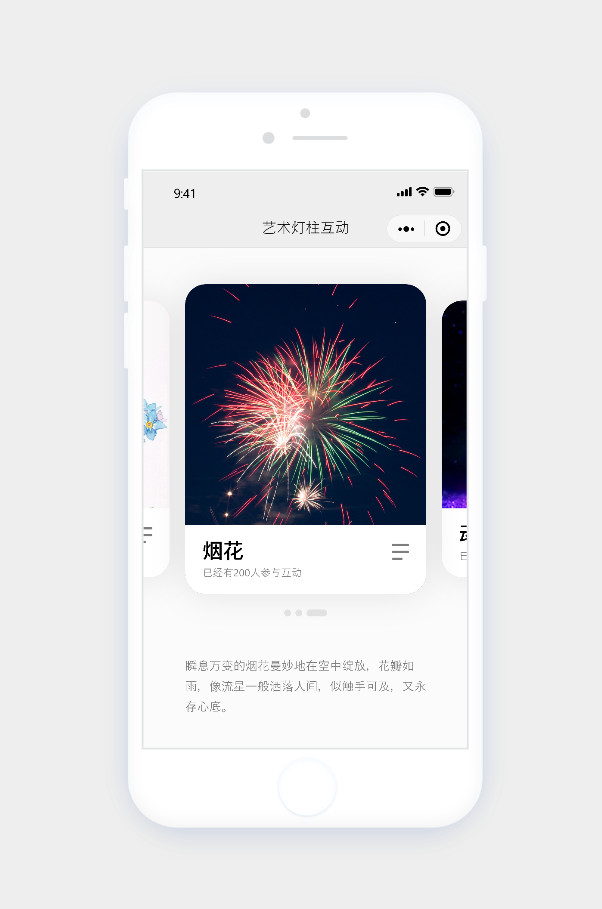 9:41
艺术灯柱互动
烟花
已经有200人参与互动
瞬息万变的烟花曼妙地在空中绽放，花瓣如
雨，像流星一般洒落人间，似触手可及，又永
存心底。